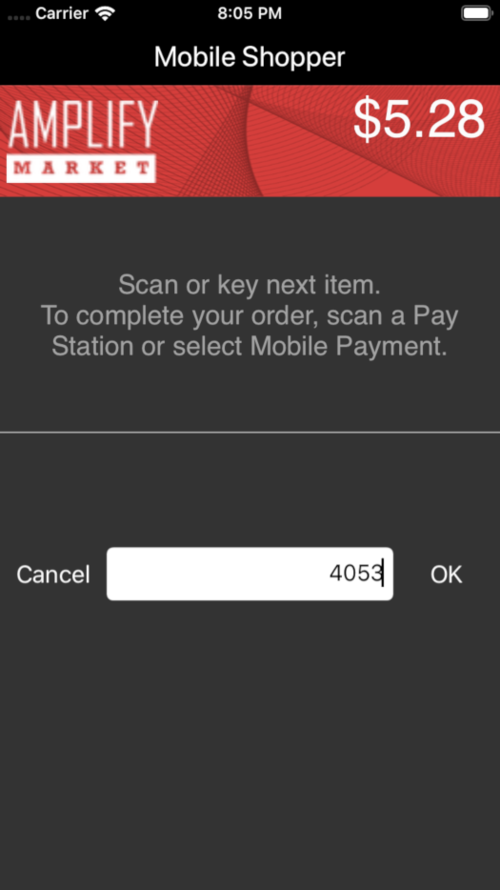 Carrier 8:05 PM
Mobile Shopper
AMPLIFY $5.28
MARKET
Scan or key next item.
To complete your order, scan a Pay
Station or select Mobile Payment.
Cancel 4053 OK